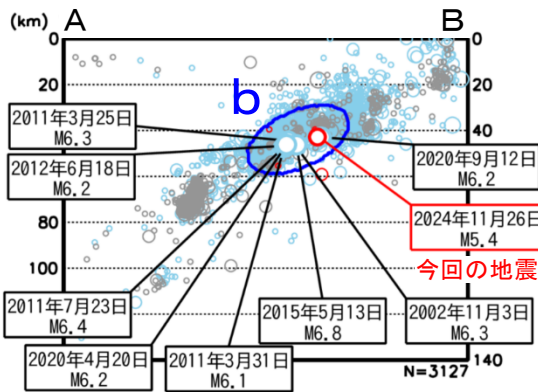 (km) A B
0 0
20 20
b
40 40
2011年3月25日
M6.3
2012年6月18日
M6.2
2020年9月12日
M6.2
2024年11月26日
M5.4
今回の地震
80
100
2011年7月23日
M6.4
2015年5月13日
M6.8
2002年11月3日
M6.3
2020年4月20日
M6.2
2011年3月31日
M6.1
N=3127
140